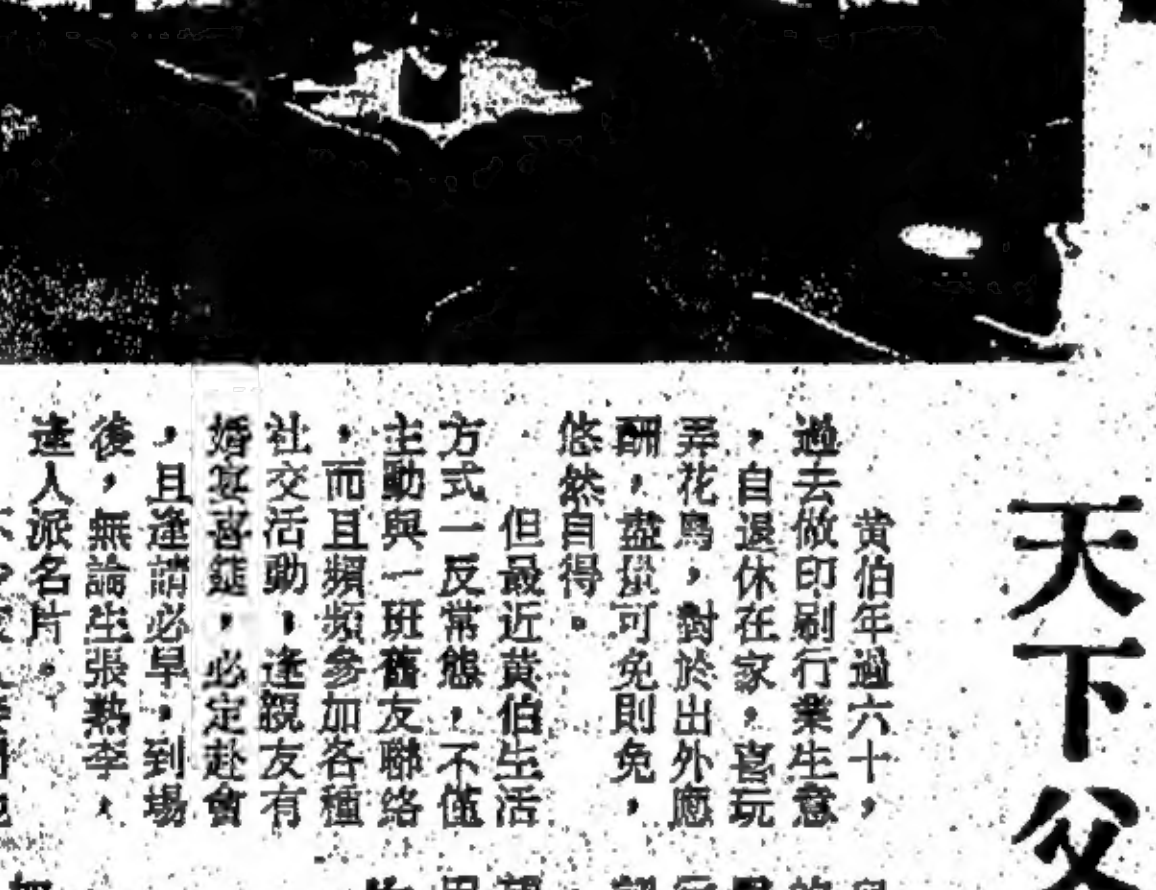 天下父
黄伯年過六十，
過去做印刷行業生意
，自退休在家，喜玩
弄花鳥，對於出外應
酬，盡量可免則免，
悠然自得。
但最近黄伯生活
方式一反常態，不僅
主動與一班舊友聯絡
，而且頻頻參加各種
社交活動，逢親友有
婚宴喜筵，必定赴會
，且逢請必早，到場
後，無論生張熟李，
逢人派名片。